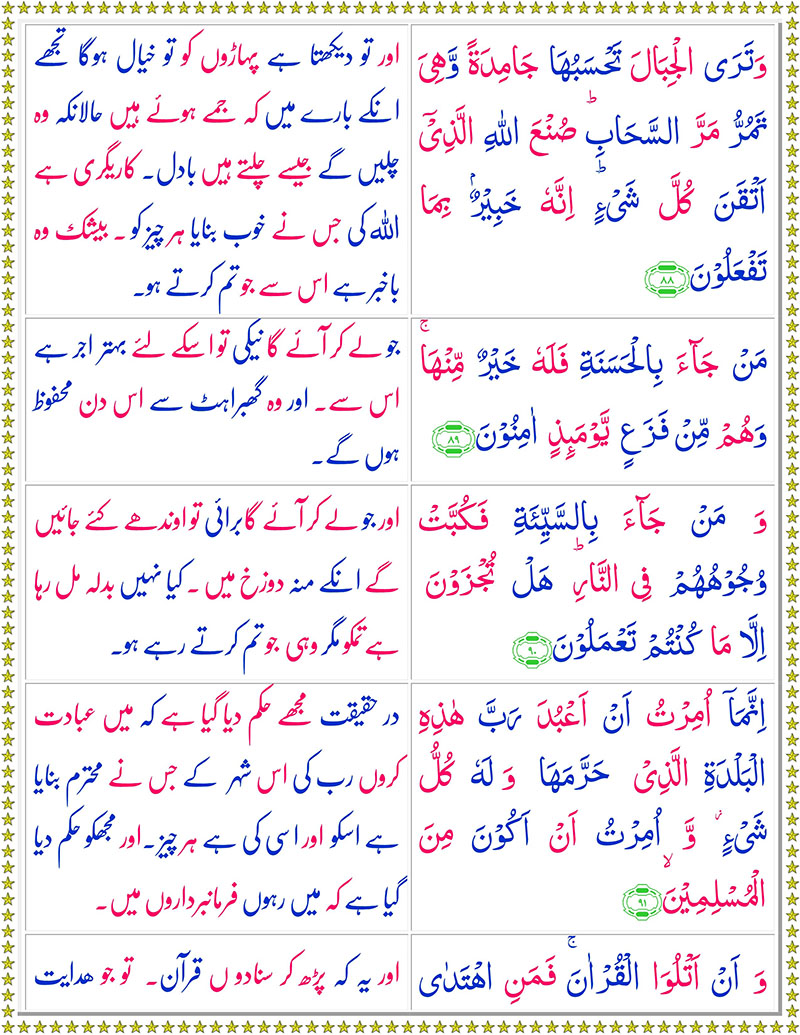 وَتَرَى الْجِبَالَ تَحْسَبُهَا جَامِدَةً وَّهِىَ
تَمُرُّ مَرَّ السَّحَابِ ؕ صُنْعَ اللهِ الَّذِىْۤ
اَتْقَنَ كُلَّ شَىْءٍ ؕ اِنَّهٗ خَبِيْرٌۢ بِمَا
تَفْعَلُوْنَ ﴿۸۸﴾
اور تو دیکھتا ہے پہاڑوں کو تو خیال ہوگا تجھے
انکے بارے میں کہ جمے ہوئے ہیں حالانکہ وہ
چلیں گے جیسے چلتے ہیں بادل۔ کاریگری ہے
اللہ کی جس نے خوب بنایا ہر چیز کو۔ بیشک وہ
باخبر ہے اس سے جو تم کرتے ہو۔
مَنْ جَآءَ بِالْحَسَنَةِ فَلَهٗ خَيْرٌ مِّنْهَا ۚ
وَهُمْ مِّنْ فَزَعٍ يَّوْمَٮِٕذٍ اٰمِنُوْنَ ﴿۸۹﴾
جو لے کر آئے گا نیکی تو اسکے لئے بہتر اجر ہے
اس سے۔ اور وہ گھبراہٹ سے اس دن محفوظ
ہوں گے۔
وَ مَنْ جَآءَ بِالسَّيِّئَةِ فَكُبَّتْ
وُجُوْهُهُمْ فِى النَّارِ ؕ هَلْ تُجْزَوْنَ
اِلَّا مَا كُنْتُمْ تَعْمَلُوْنَ ﴿۹۰﴾
اور جو لے کر آئے گا برائی تو اوندھے کئے جائیں
گے انکے منہ دوزخ میں۔ کیا نہیں بدلہ مل رہا
ہے تمکو مگر وہی جو تم کرتے رہے ہو۔
اِنَّمَاۤ اُمِرْتُ اَنْ اَعْبُدَ رَبَّ هٰذِهِ
الْبَلْدَةِ الَّذِىْ حَرَّمَهَا وَ لَهٗ كُلُّ
شَىْءٍ ۫ وَّ اُمِرْتُ اَنْ اَكُوْنَ مِنَ
الْمُسْلِمِيْنَ ۙ ﴿۹۱﴾
در حقیقت مجھے حکم دیا گیا ہے کہ میں عبادت
کروں رب کی اس شہر کے جس نے محترم بنایا
ہے اسکو اور اسی کی ہے ہر چیز۔ اور مجھکو حکم دیا
گیا ہے کہ میں رہوں فرمانبرداروں میں۔
وَ اَنْ اَتْلُوَا الْقُرْاٰنَ ۚ فَمَنِ اهْتَدٰى
اور یہ کہ پڑھ کر سنادو ں قرآن۔ تو جو ھدایت